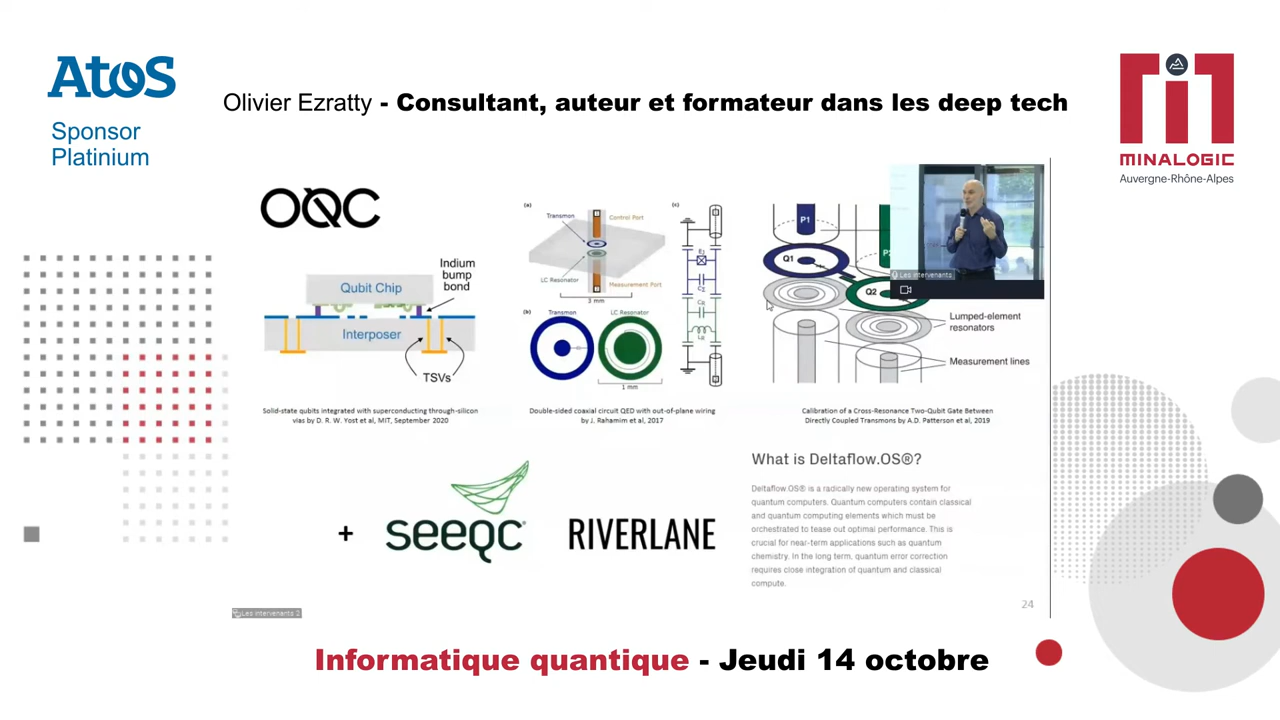 Atos
Sponsor
Platinium
Olivier Ezratty - Consultant, auteur et formateur dans les deep tech
MINALOGIC
Auvergne-Rhône-Alpes
OQC
Qubit Chip
Indium
bump
bond
Interposer
TSVs
Solid-state qubits integrated with superconducting through-silicon
vias by D. R. W. Yost et al, MIT, September 2020
(a)
Transmon
Control Port
LC Resonator
Measurement Port
3 mm
(b)
Transmon
LC Resonator
1 mm
(c)
Double-sided coaxial circuit QED with out-of-plane wiring
by J. Rahamim et al, 2017
P1
Q1
Q2
Les intervenants
Lumped-element
resonators
Measurement lines
Calibration of a Cross-Resonance Two-Qubit Gate Between
Directly Coupled Transmons by A.D. Patterson et al, 2019
+
seeQC
RIVERLANE
What is Deltaflow.OS®?
Deltaflow.OS® is a radically new operating system for
quantum computers. Quantum computers contain classical
and quantum computing elements which must be
orchestrated to tease out optimal performance. This is
crucial for near-term applications such as quantum
chemistry. In the long term, quantum error correction
requires close integration of quantum and classical
compute.
24
Les intervenants 2
Informatique quantique - Jeudi 14 octobre